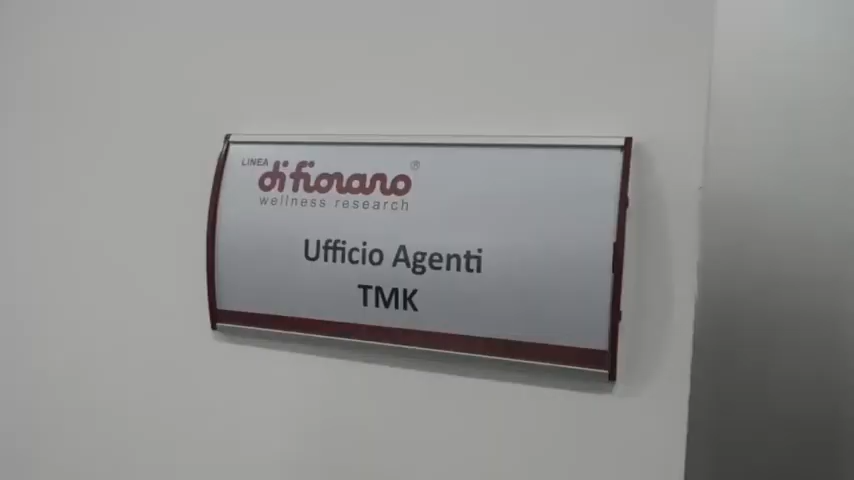 LINEA
di fiorano®
wellness research
Ufficio Agenti
TMK